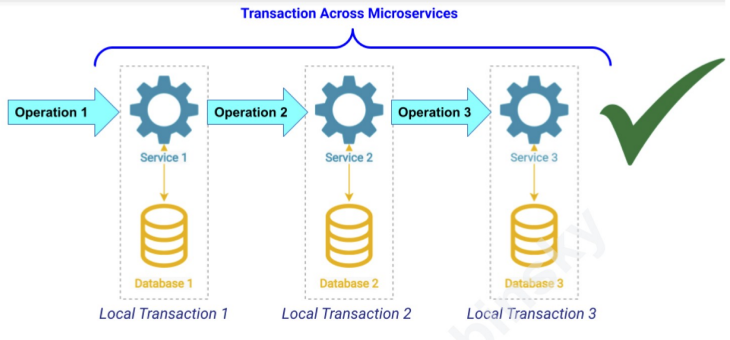 Transaction Across Microservices
Operation 1
Operation 2
Operation 3
Service 1
Service 2
Service 3
Database 1
Database 2
Database 3
Local Transaction 1
Local Transaction 2
Local Transaction 3